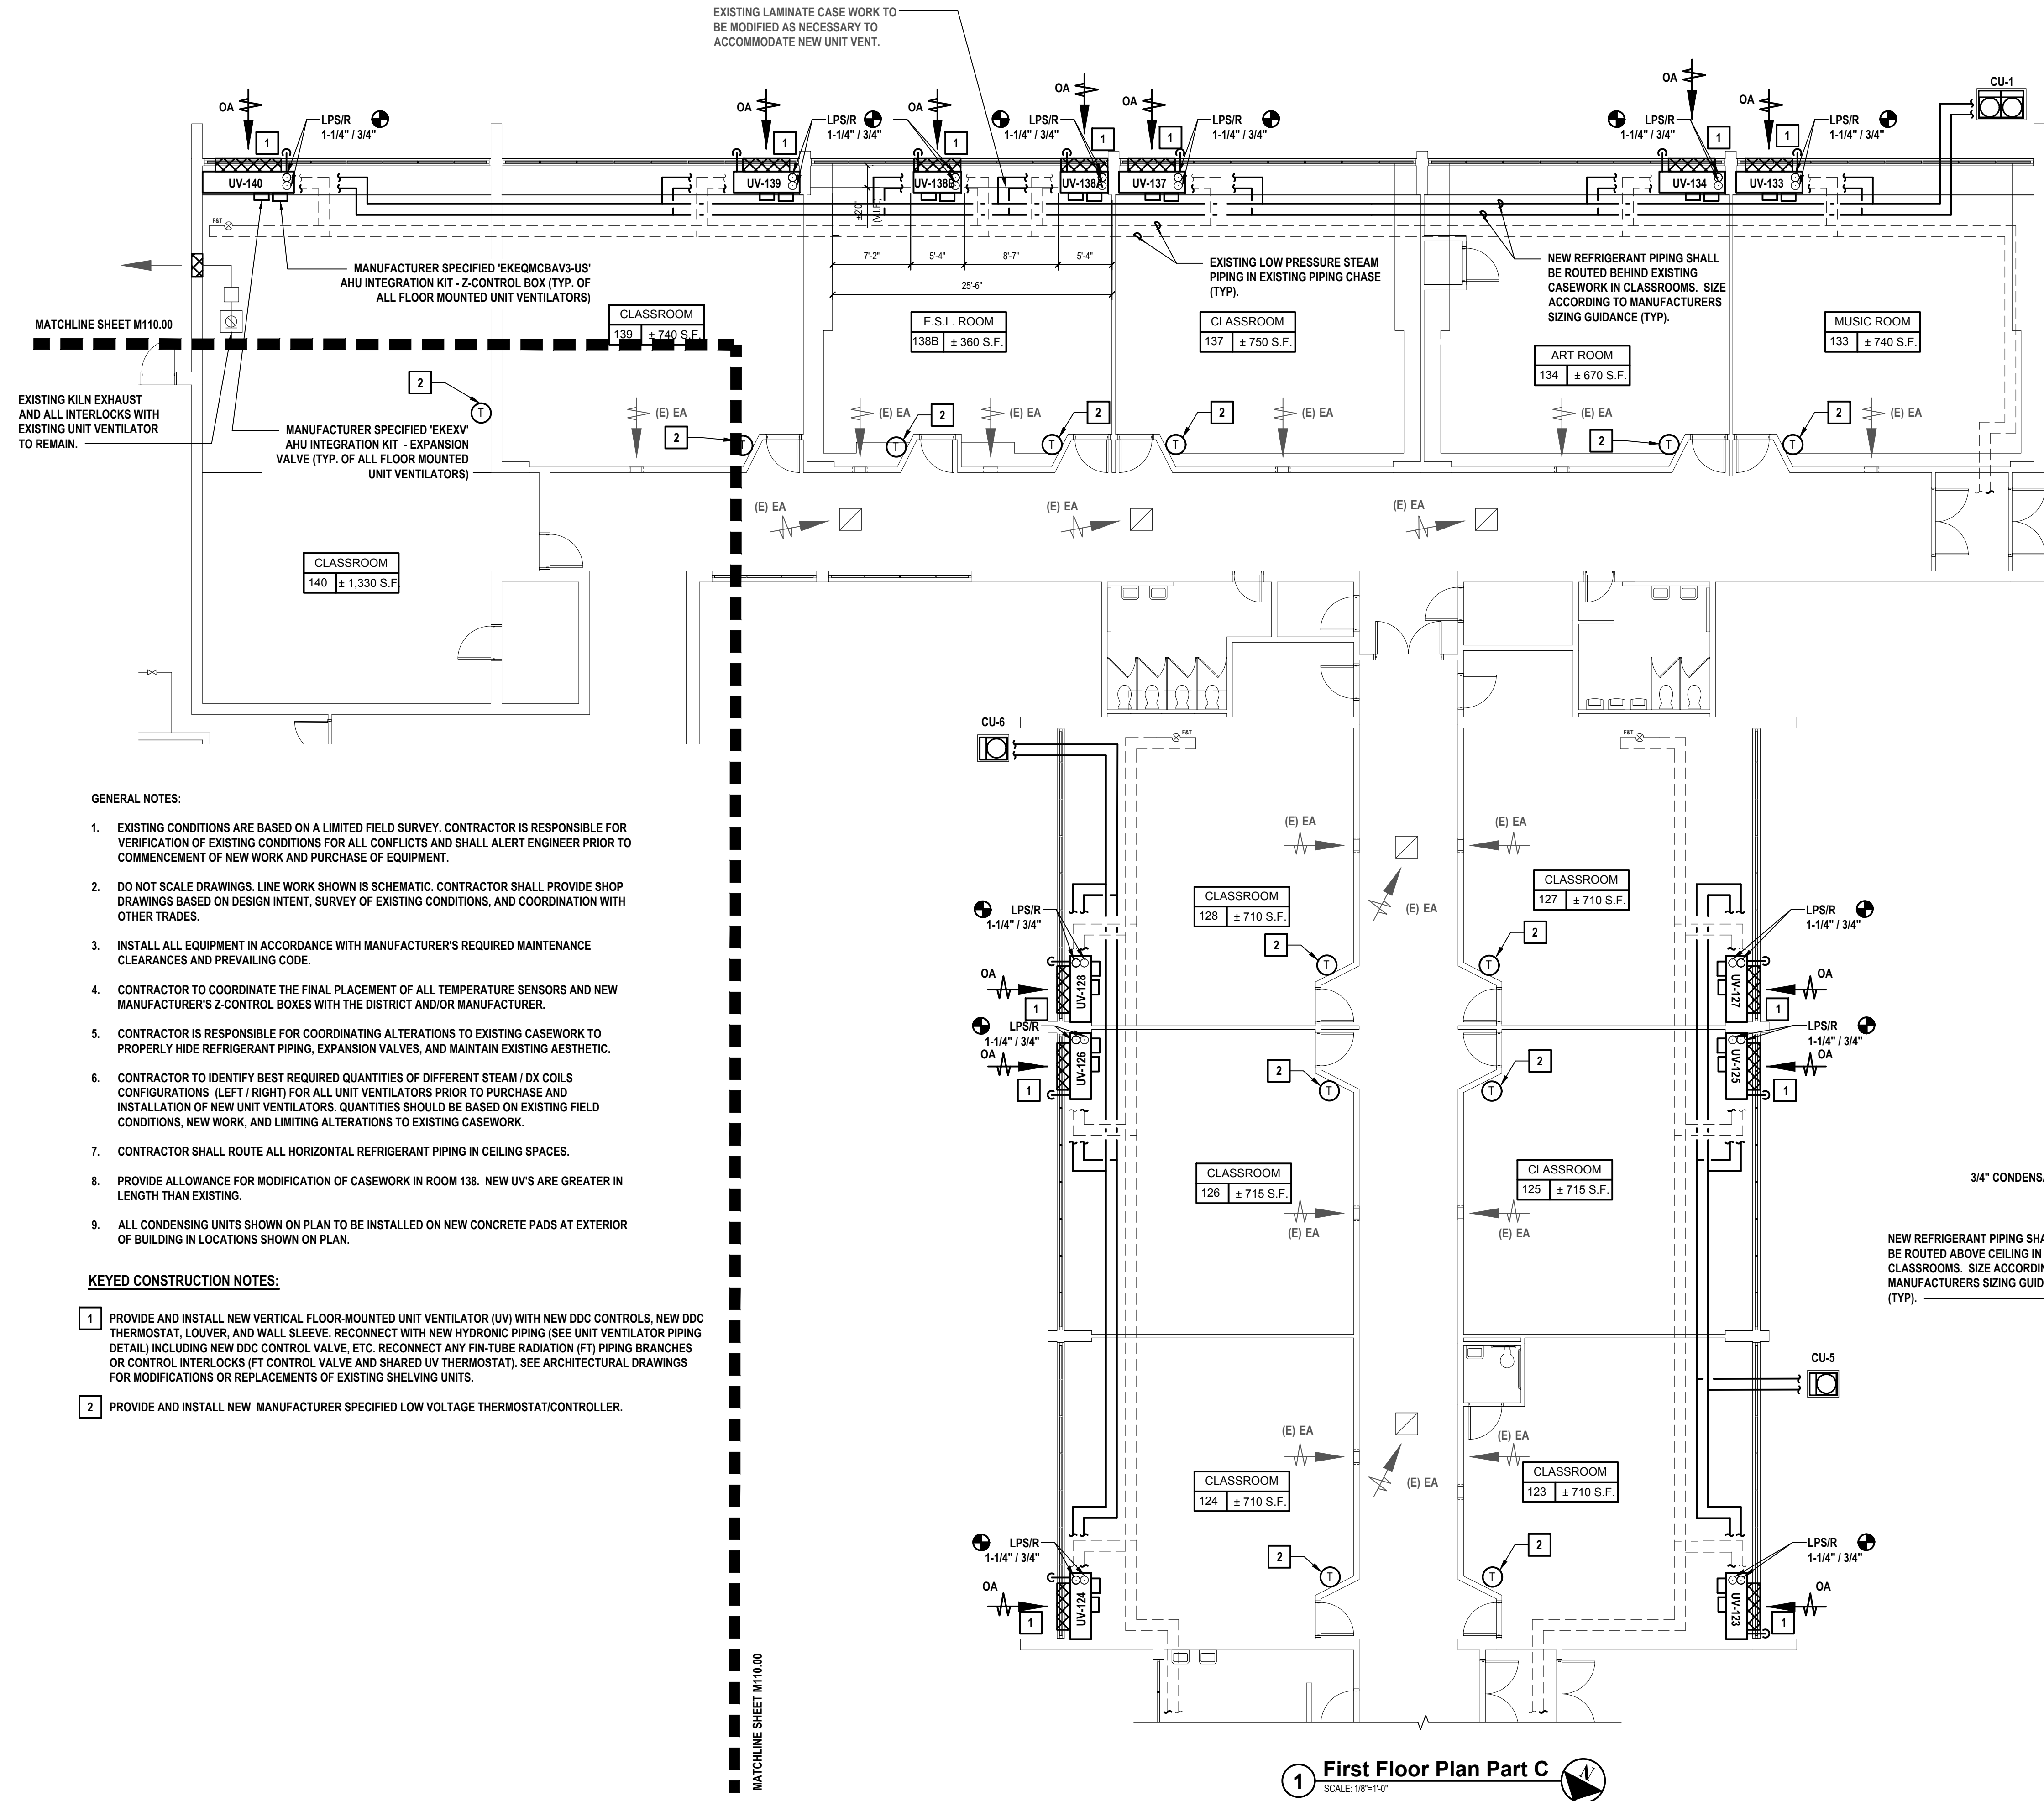 EXISTING LAMINATE CASE WORK TO
BE MODIFIED AS NECESSARY TO
ACCOMMODATE NEW UNIT VENT.
OA
1
LPS/R
1-1/4" / 3/4"
UV-140
OA
1
LPS/R
1-1/4" / 3/4"
UV-139
OA
1
UV-138B
LPS/R
1-1/4" / 3/4"
OA
1
UV-138A
OA
1
LPS/R
1-1/4" / 3/4"
UV-137
LPS/R
1-1/4" / 3/4"
OA
1
UV-134
OA
1
LPS/R
1-1/4" / 3/4"
UV-133
CU-1
F&T
±2'0"
(V.I.F.)
7'-2"
5'-4"
8'-7"
5'-4"
25'-6"
MANUFACTURER SPECIFIED 'EKEQMCBAV3-US'
AHU INTEGRATION KIT - Z-CONTROL BOX (TYP. OF
ALL FLOOR MOUNTED UNIT VENTILATORS)
EXISTING LOW PRESSURE STEAM
PIPING IN EXISTING PIPING CHASE
(TYP).
NEW REFRIGERANT PIPING SHALL
BE ROUTED BEHIND EXISTING
CASEWORK IN CLASSROOMS. SIZE
ACCORDING TO MANUFACTURERS
SIZING GUIDANCE (TYP).
MATCHLINE SHEET M110.00
CLASSROOM
139 ± 740 S.F.
E.S.L. ROOM
138B ± 360 S.F.
CLASSROOM
137 ± 750 S.F.
ART ROOM
134 ± 670 S.F.
MUSIC ROOM
133 ± 740 S.F.
EXISTING KILN EXHAUST
AND ALL INTERLOCKS WITH
EXISTING UNIT VENTILATOR
TO REMAIN.
MANUFACTURER SPECIFIED 'EKEXV'
AHU INTEGRATION KIT - EXPANSION
VALVE (TYP. OF ALL FLOOR MOUNTED
UNIT VENTILATORS)
2
T
(E) EA
2
T
(E) EA
2
T
(E) EA
2
T
2
T
(E) EA
(E) EA
2
T
2
T
(E) EA
(E) EA
(E) EA
(E) EA
CLASSROOM
140 ± 1,330 S.F.
CU-6
F&T
F&T
GENERAL NOTES:
1. EXISTING CONDITIONS ARE BASED ON A LIMITED FIELD SURVEY. CONTRACTOR IS RESPONSIBLE FOR
VERIFICATION OF EXISTING CONDITIONS FOR ALL CONFLICTS AND SHALL ALERT ENGINEER PRIOR TO
COMMENCEMENT OF NEW WORK AND PURCHASE OF EQUIPMENT.
2. DO NOT SCALE DRAWINGS. LINE WORK SHOWN IS SCHEMATIC. CONTRACTOR SHALL PROVIDE SHOP
DRAWINGS BASED ON DESIGN INTENT, SURVEY OF EXISTING CONDITIONS, AND COORDINATION WITH
OTHER TRADES.
3. INSTALL ALL EQUIPMENT IN ACCORDANCE WITH MANUFACTURER'S REQUIRED MAINTENANCE
CLEARANCES AND PREVAILING CODE.
4. CONTRACTOR TO COORDINATE THE FINAL PLACEMENT OF ALL TEMPERATURE SENSORS AND NEW
MANUFACTURER'S Z-CONTROL BOXES WITH THE DISTRICT AND/OR MANUFACTURER.
5. CONTRACTOR IS RESPONSIBLE FOR COORDINATING ALTERATIONS TO EXISTING CASEWORK TO
PROPERLY HIDE REFRIGERANT PIPING, EXPANSION VALVES, AND MAINTAIN EXISTING AESTHETIC.
6. CONTRACTOR TO IDENTIFY BEST REQUIRED QUANTITIES OF DIFFERENT STEAM / DX COILS
CONFIGURATIONS (LEFT / RIGHT) FOR ALL UNIT VENTILATORS PRIOR TO PURCHASE AND
INSTALLATION OF NEW UNIT VENTILATORS. QUANTITIES SHOULD BE BASED ON EXISTING FIELD
CONDITIONS, NEW WORK, AND LIMITING ALTERATIONS TO EXISTING CASEWORK.
7. CONTRACTOR SHALL ROUTE ALL HORIZONTAL REFRIGERANT PIPING IN CEILING SPACES.
8. PROVIDE ALLOWANCE FOR MODIFICATION OF CASEWORK IN ROOM 138. NEW UV'S ARE GREATER IN
LENGTH THAN EXISTING.
9. ALL CONDENSING UNITS SHOWN ON PLAN TO BE INSTALLED ON NEW CONCRETE PADS AT EXTERIOR
OF BUILDING IN LOCATIONS SHOWN ON PLAN.
KEYED CONSTRUCTION NOTES:
1 PROVIDE AND INSTALL NEW VERTICAL FLOOR-MOUNTED UNIT VENTILATOR (UV) WITH NEW DDC CONTROLS, NEW DDC
THERMOSTAT, LOUVER, AND WALL SLEEVE. RECONNECT WITH NEW HYDRONIC PIPING (SEE UNIT VENTILATOR PIPING
DETAIL) INCLUDING NEW DDC CONTROL VALVE, ETC. RECONNECT ANY FIN-TUBE RADIATION (FT) PIPING BRANCHES
OR CONTROL INTERLOCKS (FT CONTROL VALVE AND SHARED UV THERMOSTAT). SEE ARCHITECTURAL DRAWINGS
FOR MODIFICATIONS OR REPLACEMENTS OF EXISTING SHELVING UNITS.
2 PROVIDE AND INSTALL NEW MANUFACTURER SPECIFIED LOW VOLTAGE THERMOSTAT/CONTROLLER.
(E) EA
(E) EA
(E) EA
CLASSROOM
128 ± 710 S.F.
CLASSROOM
127 ± 710 S.F.
LPS/R
1-1/4" / 3/4"
LPS/R
1-1/4" / 3/4"
2
T
2
T
OA
1
UV-128
UV-127
OA
1
LPS/R
1-1/4" / 3/4"
OA
1
UV-126
LPS/R
1-1/4" / 3/4"
OA
1
UV-125
2
T
2
T
CLASSROOM
126 ± 715 S.F.
CLASSROOM
125 ± 715 S.F.
(E) EA
(E) EA
3/4" CONDENSA
NEW REFRIGERANT PIPING SHA
BE ROUTED ABOVE CEILING IN
CLASSROOMS. SIZE ACCORDIN
MANUFACTURERS SIZING GUID
(TYP).
CU-5
(E) EA
(E) EA
(E) EA
CLASSROOM
124 ± 710 S.F.
CLASSROOM
123 ± 710 S.F.
LPS/R
1-1/4" / 3/4"
LPS/R
1-1/4" / 3/4"
2
T
2
T
OA
1
UV-124
UV-123
OA
1
MATCHLINE SHEET M110.00
1 First Floor Plan Part C
SCALE: 1/8"=1'-0"
N